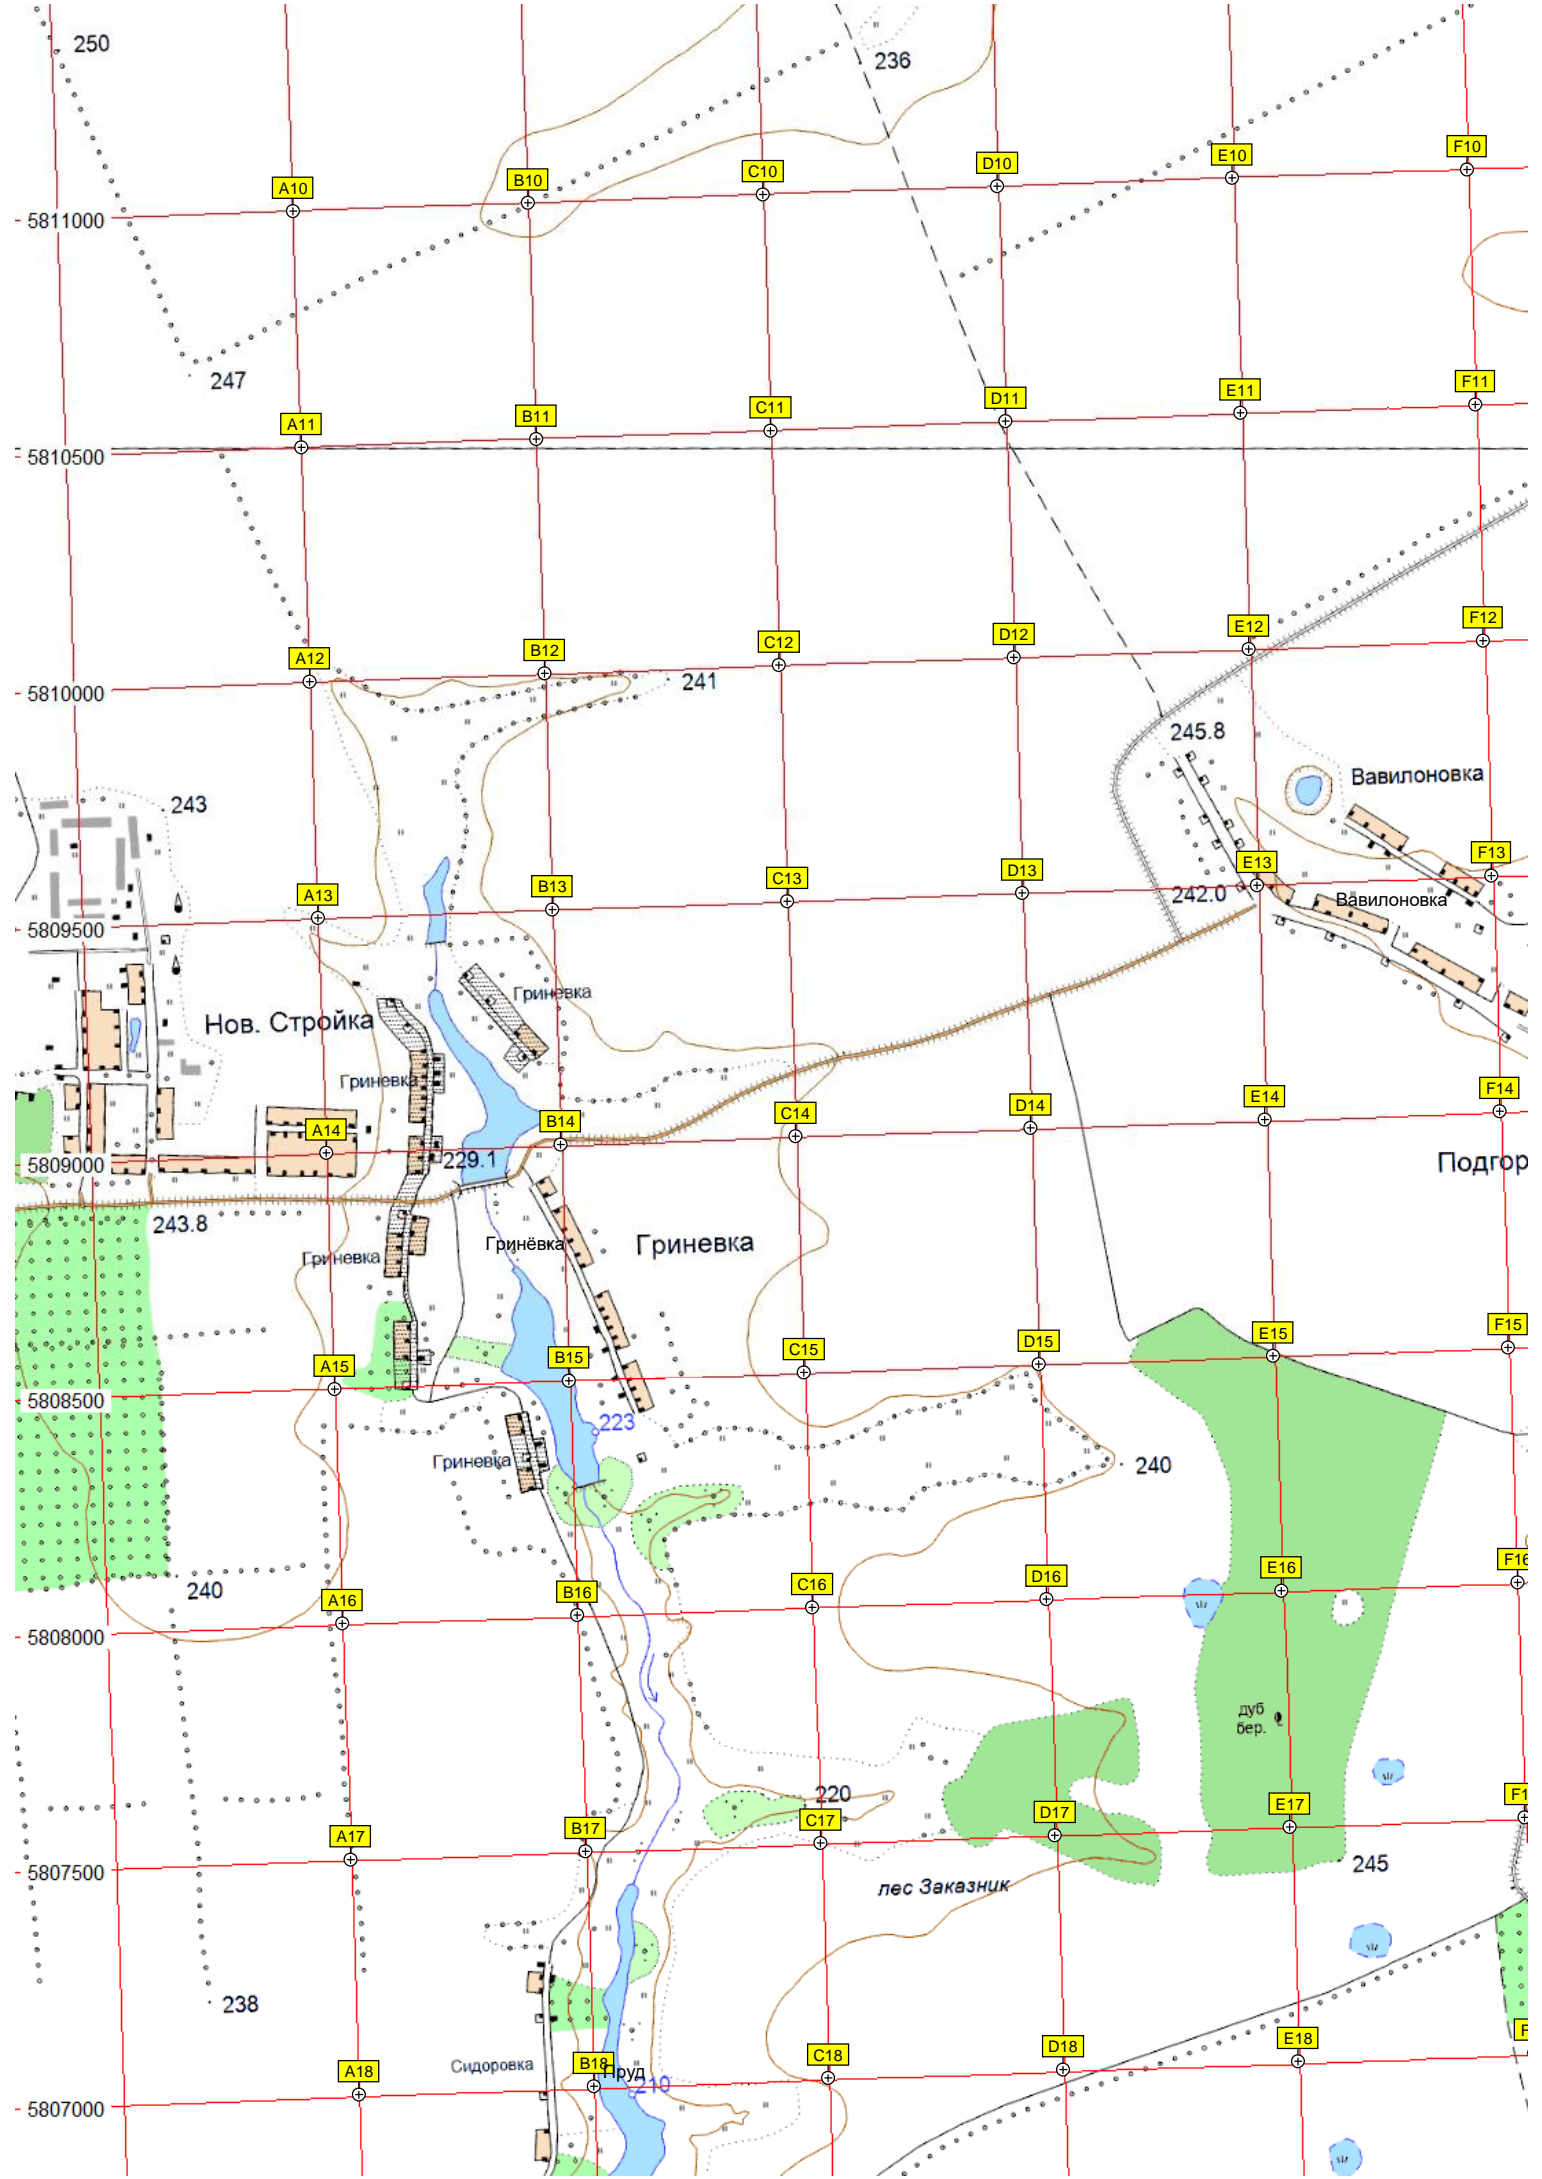 250
236
A10
B10
C10
D10
E10
F10
5811000
247
A11
B11
C11
D11
E11
F11
5810500
A12
B12
C12
D12
E12
F12
5810000
241
245.8
Вавилоновка
243
A13
B13
C13
D13
E13
F13
242.0
Вавилоновка
5809500
Гриневка
Нов. Стройка
Гриневка
A14
B14
C14
D14
E14
F14
5809000
229.1
Подгор
243.8
Гриневка
Гринёвка
Гриневка
A15
B15
C15
D15
E15
F15
5808500
223
Гриневка
240
240
A16
B16
C16
D16
E16
F16
5808000
дуб
бер.
220
A17
B17
C17
D17
E17
F1
5807500
245
лес Заказник
238
Сидоровка
A18
B18
C18
D18
E18
F
Пруд
210
5807000